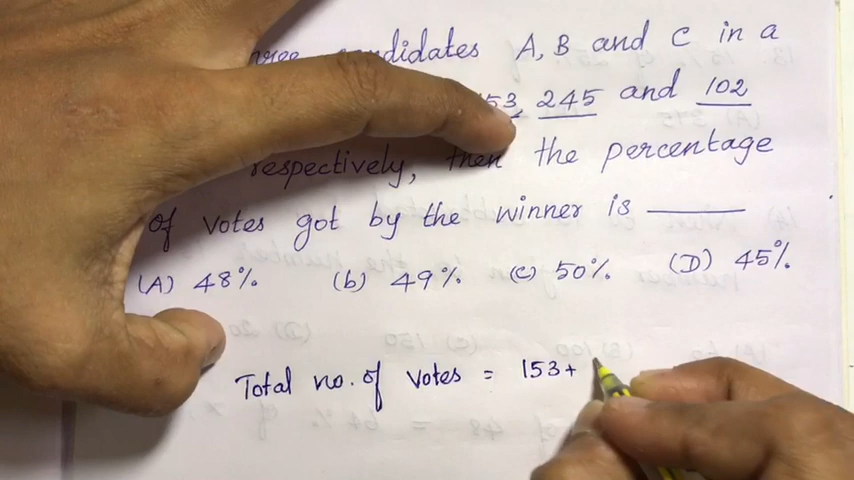 candidates A, B and C in a
153, 245 and 102
respectively, then the percentage
of votes got by the winner is
(A) 48% (b) 49% (c) 50% (D) 45%
Total no. of votes = 153+